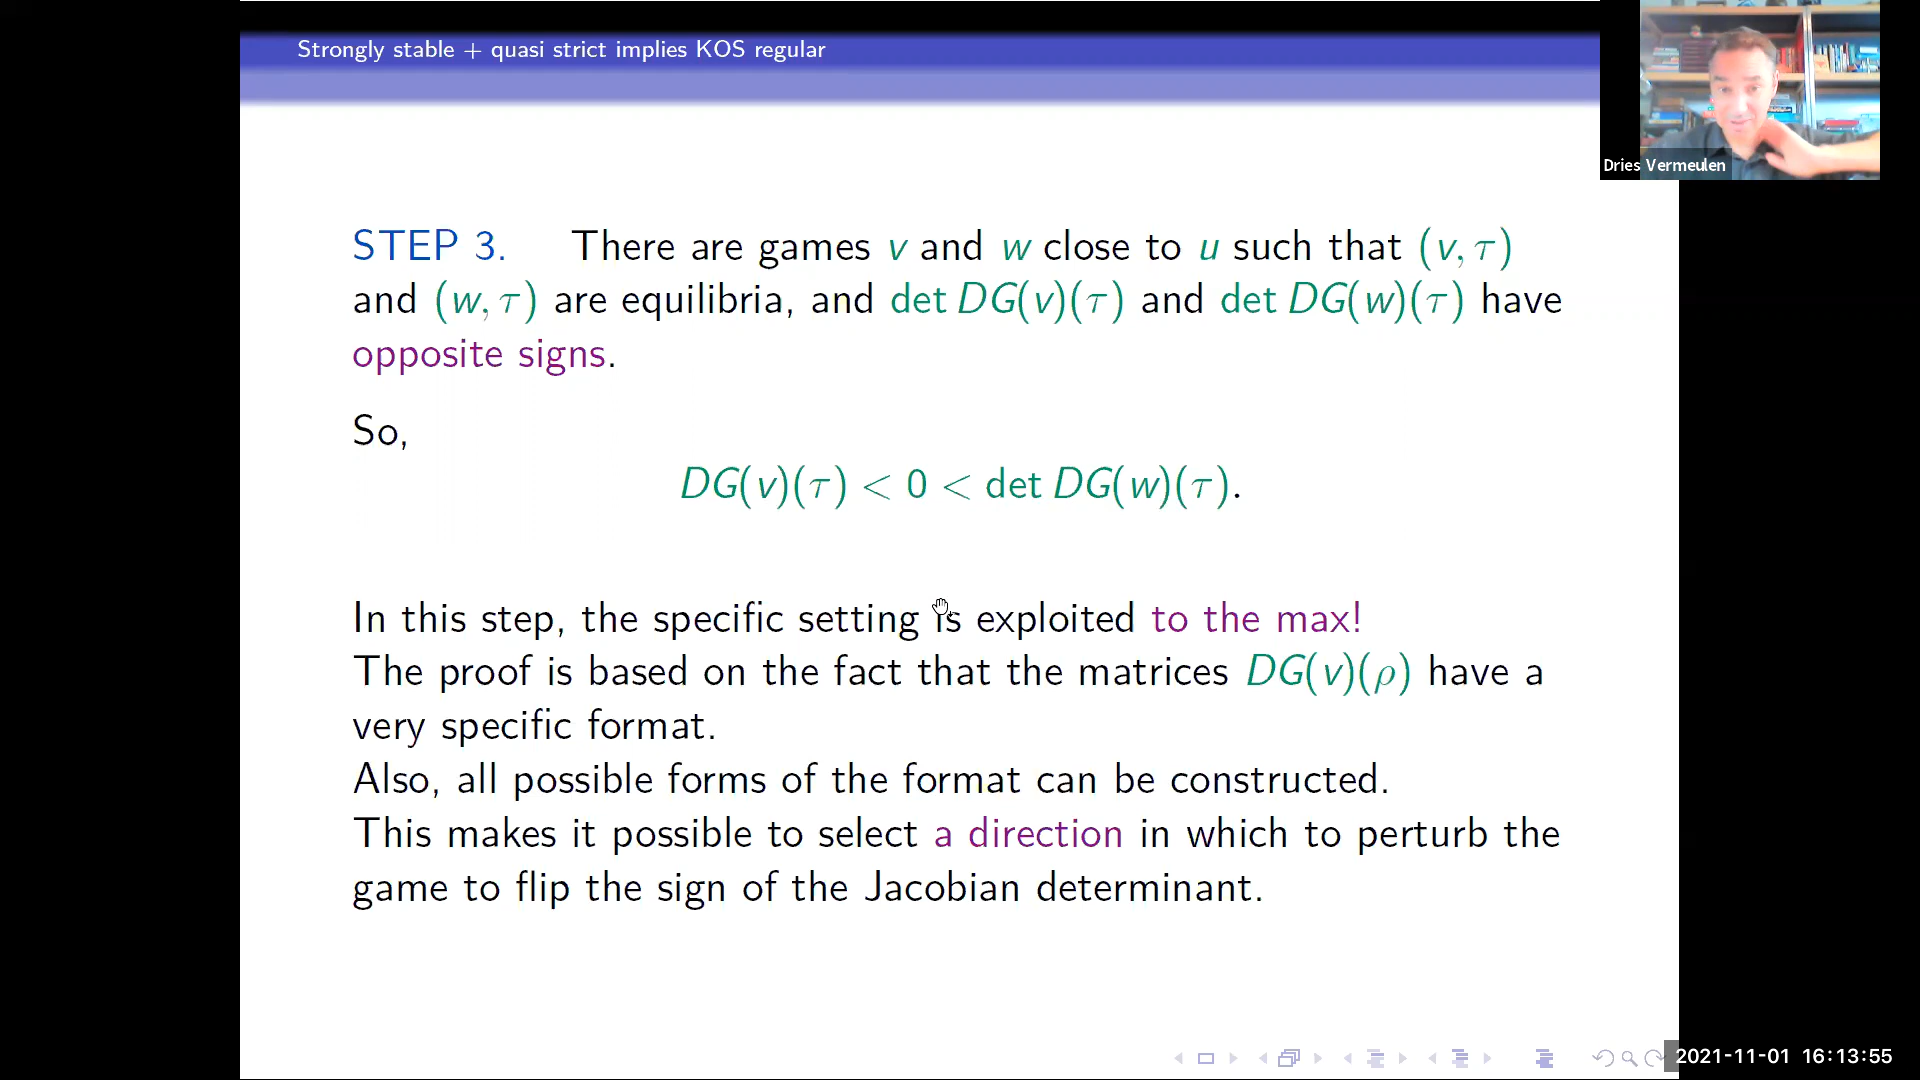 Strongly stable + quasi strict implies KOS regular
Dries Vermeulen
STEP 3. There are games v and w close to u such that (v, τ)
and (w, τ) are equilibria, and det DG(v)(τ) and det DG(w)(τ) have
opposite signs.
So,
DG(v)(τ) < 0 < det DG(w)(τ).
In this step, the specific setting is exploited to the max!
The proof is based on the fact that the matrices DG(v)(ρ) have a
very specific format.
Also, all possible forms of the format can be constructed.
This makes it possible to select a direction in which to perturb the
game to flip the sign of the Jacobian determinant.
2021-11-01 16:13:55